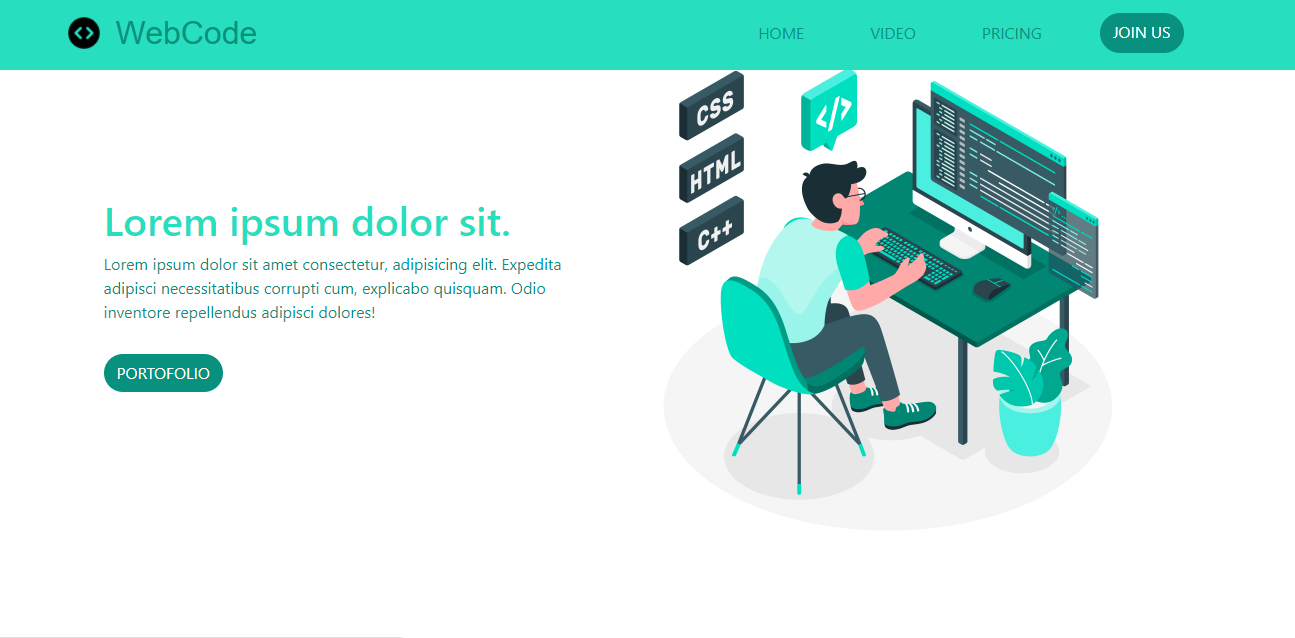 WebCode
HOME VIDEO PRICING JOIN US
CSS
</>
HTML
C++
Lorem ipsum dolor sit.
Lorem ipsum dolor sit amet consectetur, adipisicing elit. Expedita
adipisci necessitatibus corrupti cum, explicabo quisquam. Odio
inventore repellendus adipisci dolores!
PORTOFOLIO